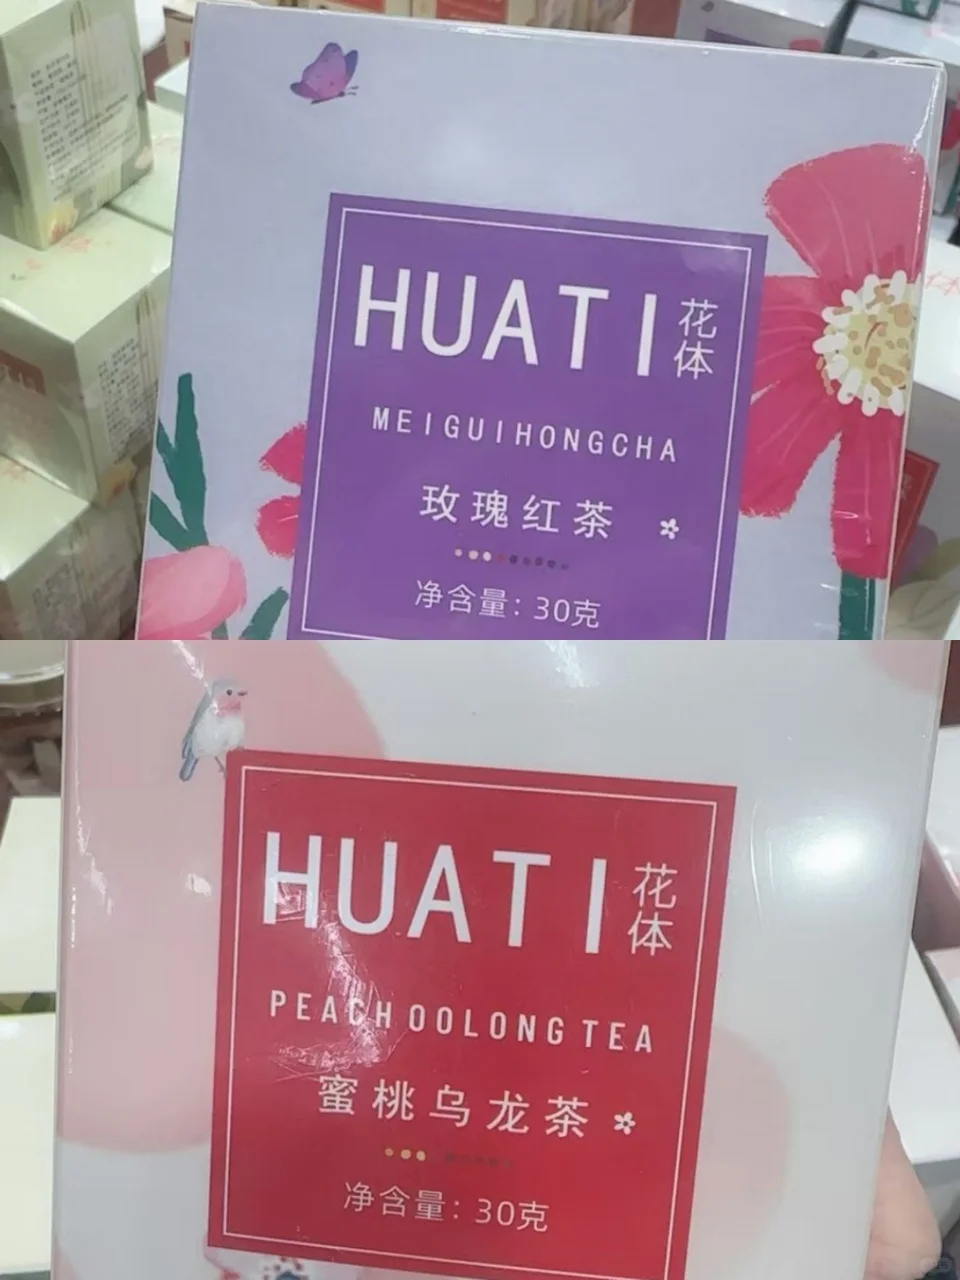 HUATI
花体
MEIGUIHONGCHA
玫瑰红茶
净含量：30克
HUATI
花体
PEACH OOLONG TEA
蜜桃乌龙茶
净含量：30克